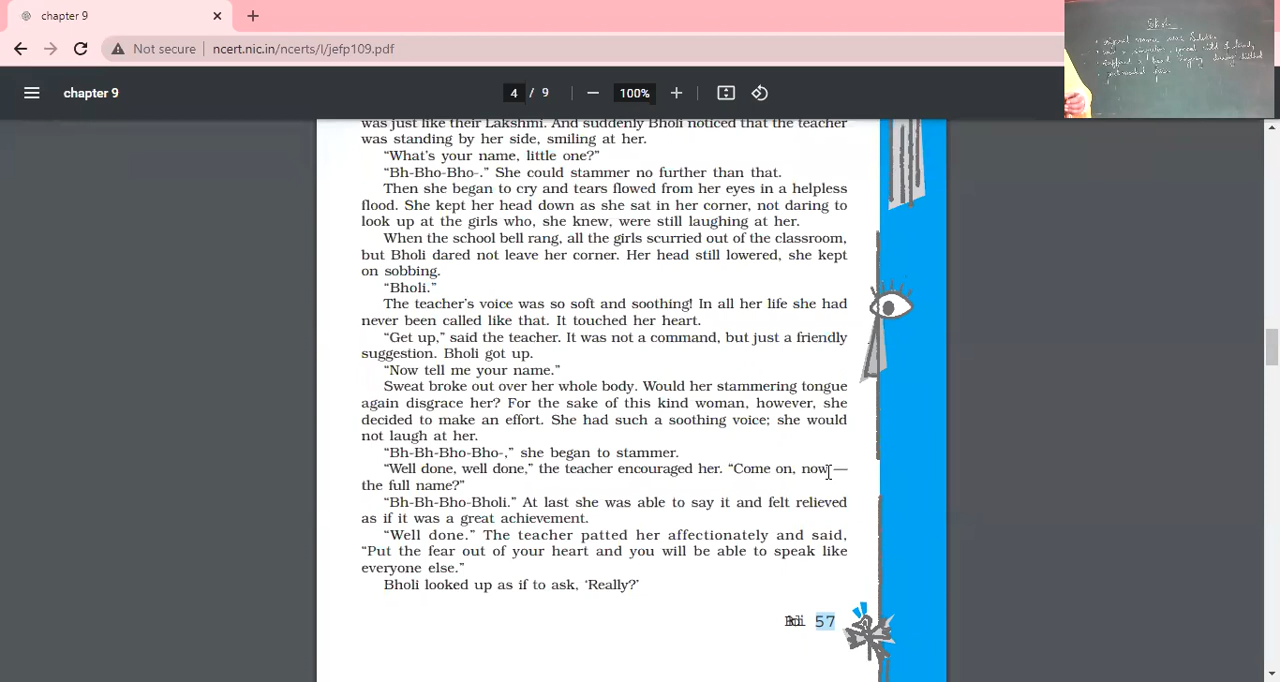 chapter 9
Not secure
ncert.nic.in/ncerts/l/jefp109.pdf
chapter 9
4 / 9
100%
Bholi
original name was Sulekha
was just like their Lakshmi. And suddenly Bholi noticed that the teacher
was standing by her side, smiling at her.
“What’s your name, little one?”
“Bh-Bho-Bho-.” She could stammer no further than that.
Then she began to cry and tears flowed from her eyes in a helpless
flood. She kept her head down as she sat in her corner, not daring to
look up at the girls who, she knew, were still laughing at her.
When the school bell rang, all the girls scurried out of the classroom,
but Bholi dared not leave her corner. Her head still lowered, she kept
on sobbing.
“Bholi.”
The teacher’s voice was so soft and soothing! In all her life she had
never been called like that. It touched her heart.
“Get up,” said the teacher. It was not a command, but just a friendly
suggestion. Bholi got up.
“Now tell me your name.”
Sweat broke out over her whole body. Would her stammering tongue
again disgrace her? For the sake of this kind woman, however, she
decided to make an effort. She had such a soothing voice; she would
not laugh at her.
“Bh-Bh-Bho-Bho-,” she began to stammer.
“Well done, well done,” the teacher encouraged her. “Come on, now—
the full name?”
“Bh-Bh-Bho-Bholi.” At last she was able to say it and felt relieved
as if it was a great achievement.
“Well done.” The teacher patted her affectionately and said,
“Put the fear out of your heart and you will be able to speak like
everyone else.”
Bholi looked up as if to ask, ‘Really?’
57